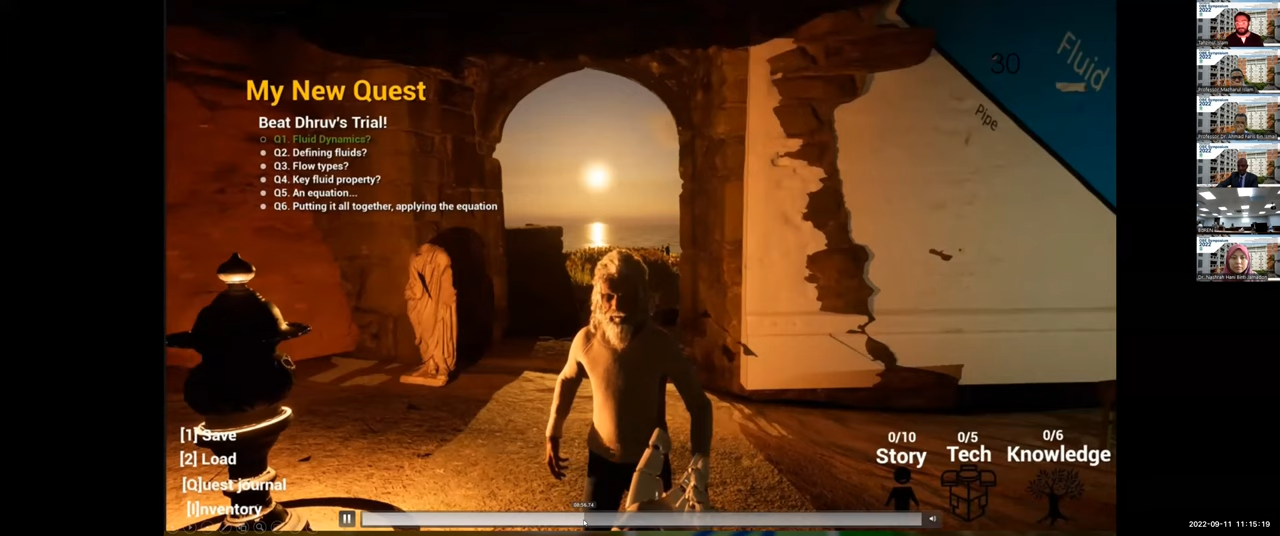 My New Quest
Beat Dhruv's Trial!
Q1. Fluid Dynamics?
Q2. Defining fluids?
Q3. Flow types?
Q4. Key fluid property?
Q5. An equation...
Q6. Putting it all together, applying the equation
30
Fluid
Pipe
[1] Save
[2] Load
[Q]uest journal
[I]nventory
0/10
Story
0/5
Tech
0/6
Knowledge
2022-09-11 11:15:19